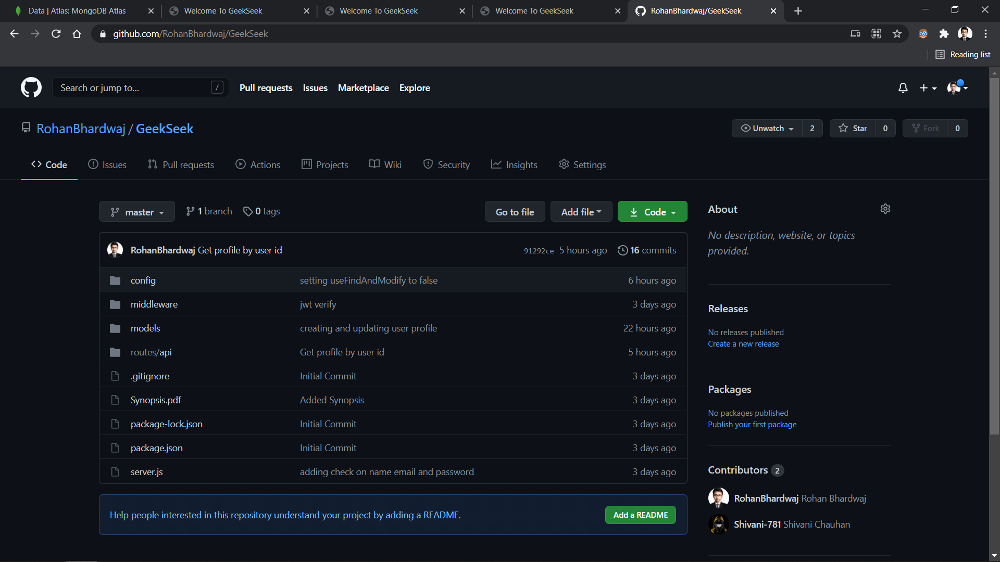 Data | Atlas: MongoDB Atlas
Welcome To GeekSeek
Welcome To GeekSeek
Welcome To GeekSeek
RohanBhardwaj/GeekSeek
github.com/RohanBhardwaj/GeekSeek
Reading list
Search or jump to... /
Pull requests Issues Marketplace Explore
RohanBhardwaj / GeekSeek
Unwatch 2 Star 0 Fork 0
Code Issues Pull requests Actions Projects Wiki Security Insights Settings
master 1 branch 0 tags Go to file Add file Code
RohanBhardwaj Get profile by user id 91292ce 5 hours ago 16 commits
config setting useFindAndModify to false 6 hours ago
middleware jwt verify 3 days ago
models creating and updating user profile 22 hours ago
routes/api Get profile by user id 5 hours ago
.gitignore Initial Commit 3 days ago
Synopsis.pdf Added Synopsis 3 days ago
package-lock.json Initial Commit 3 days ago
package.json Initial Commit 3 days ago
server.js adding check on name email and password 3 days ago
Help people interested in this repository understand your project by adding a README. Add a README
About
No description, website, or topics
provided.
Releases
No releases published
Create a new release
Packages
No packages published
Publish your first package
Contributors 2
RohanBhardwaj Rohan Bhardwaj
Shivani-781 Shivani Chauhan